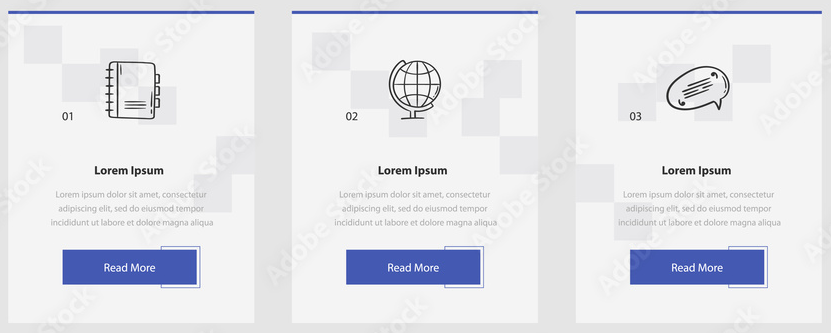 01
Lorem Ipsum
Lorem ipsum dolor sit amet, consectetur
adipiscing elit, sed do eiusmod tempor
incididunt ut labore et dolore magna aliqua
Read More
02
Lorem Ipsum
Lorem ipsum dolor sit amet, consectetur
adipiscing elit, sed do eiusmod tempor
incididunt ut labore et dolore magna aliqua
Read More
03
Lorem Ipsum
Lorem ipsum dolor sit amet, consectetur
adipiscing elit, sed do eiusmod tempor
incididunt ut labore et dolore magna aliqua
Read More
Adobe Stock